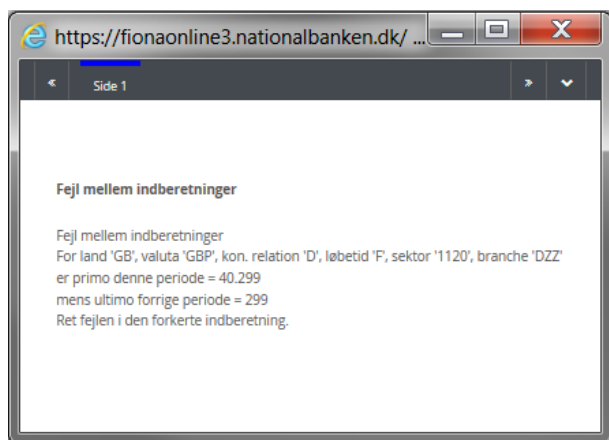 https://fionaonline3.nationalbanken.dk/ ...
Side 1
Fejl mellem indberetninger
Fejl mellem indberetninger
For land 'GB', valuta 'GBP', kon. relation 'D', løbetid 'F', sektor '1120', branche 'DZZ'
er primo denne periode = 40.299
mens ultimo forrige periode = 299
Ret fejlen i den forkerte indberetning.